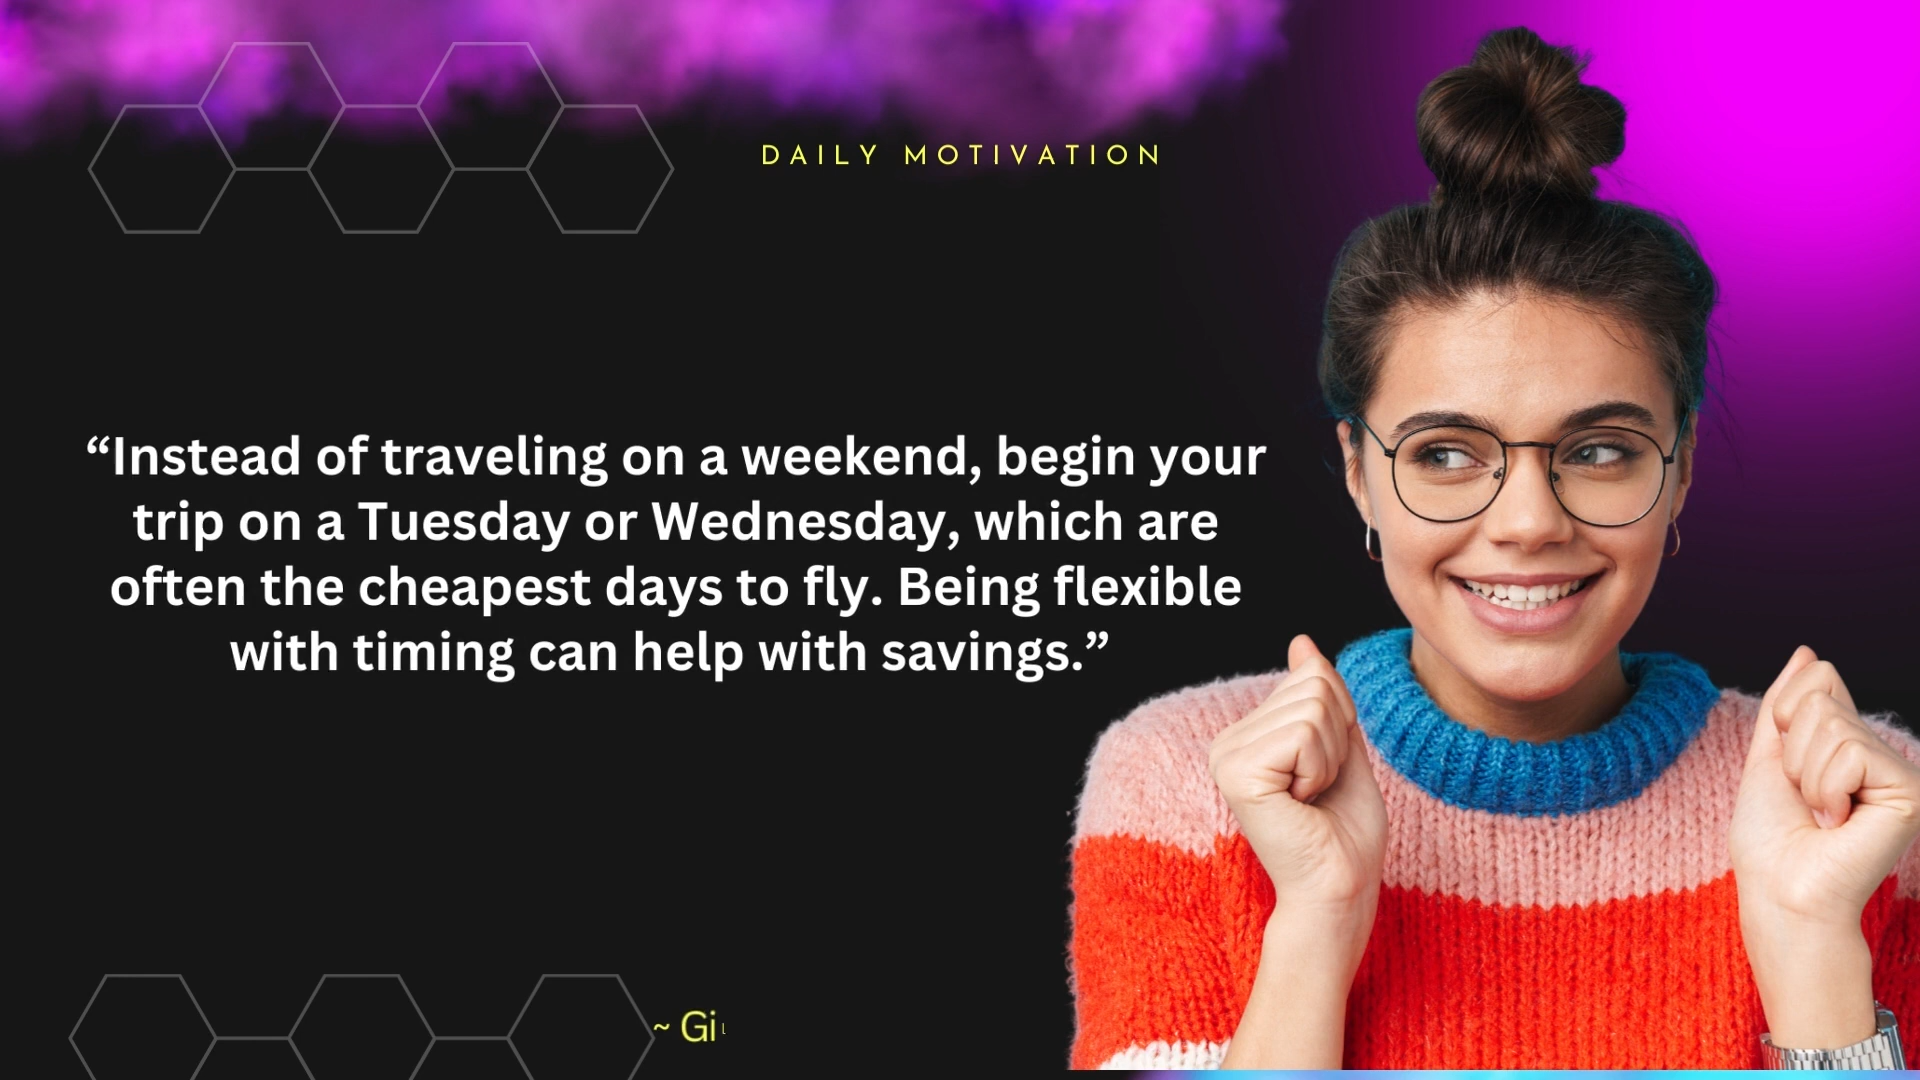 DAILY MOTIVATION
“Instead of traveling on a weekend, begin your
trip on a Tuesday or Wednesday, which are
often the cheapest days to fly. Being flexible
with timing can help with savings.”
~ Gi